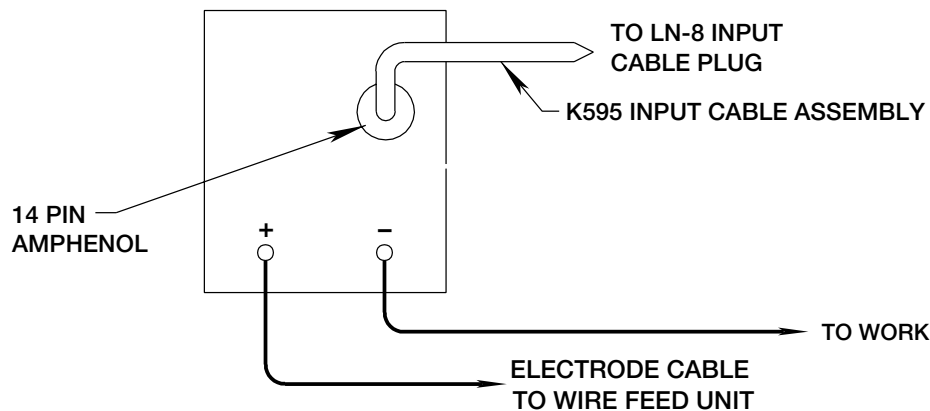 TO LN-8 INPUT
CABLE PLUG
K595 INPUT CABLE ASSEMBLY
14 PIN
AMPHENOL
+ –
TO WORK
ELECTRODE CABLE
TO WIRE FEED UNIT